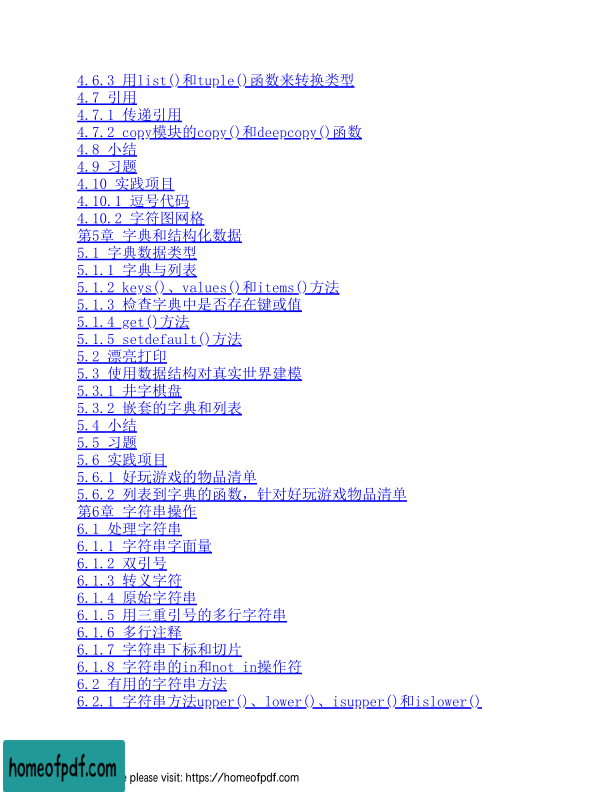 4.6.3 用list()和tuple()函数来转换类型
4.7 引用
4.7.1 传递引用
4.7.2 copy模块的copy()和deepcopy()函数
4.8 小结
4.9 习题
4.10 实践项目
4.10.1 逗号代码
4.10.2 字符图网格
第5章 字典和结构化数据
5.1 字典数据类型
5.1.1 字典与列表
5.1.2 keys()、values()和items()方法
5.1.3 检查字典中是否存在键或值
5.1.4 get()方法
5.1.5 setdefault()方法
5.2 漂亮打印
5.3 使用数据结构对真实世界建模
5.3.1 井字棋盘
5.3.2 嵌套的字典和列表
5.4 小结
5.5 习题
5.6 实践项目
5.6.1 好玩游戏的物品清单
5.6.2 列表到字典的函数，针对好玩游戏物品清单
第6章 字符串操作
6.1 处理字符串
6.1.1 字符串字面量
6.1.2 双引号
6.1.3 转义字符
6.1.4 原始字符串
6.1.5 用三重引号的多行字符串
6.1.6 多行注释
6.1.7 字符串下标和切片
6.1.8 字符串的in和not in操作符
6.2 有用的字符串方法
6.2.1 字符串方法upper()、lower()、isupper()和islower()
homeofpdf.com
e please visit: https://homeofpdf.com